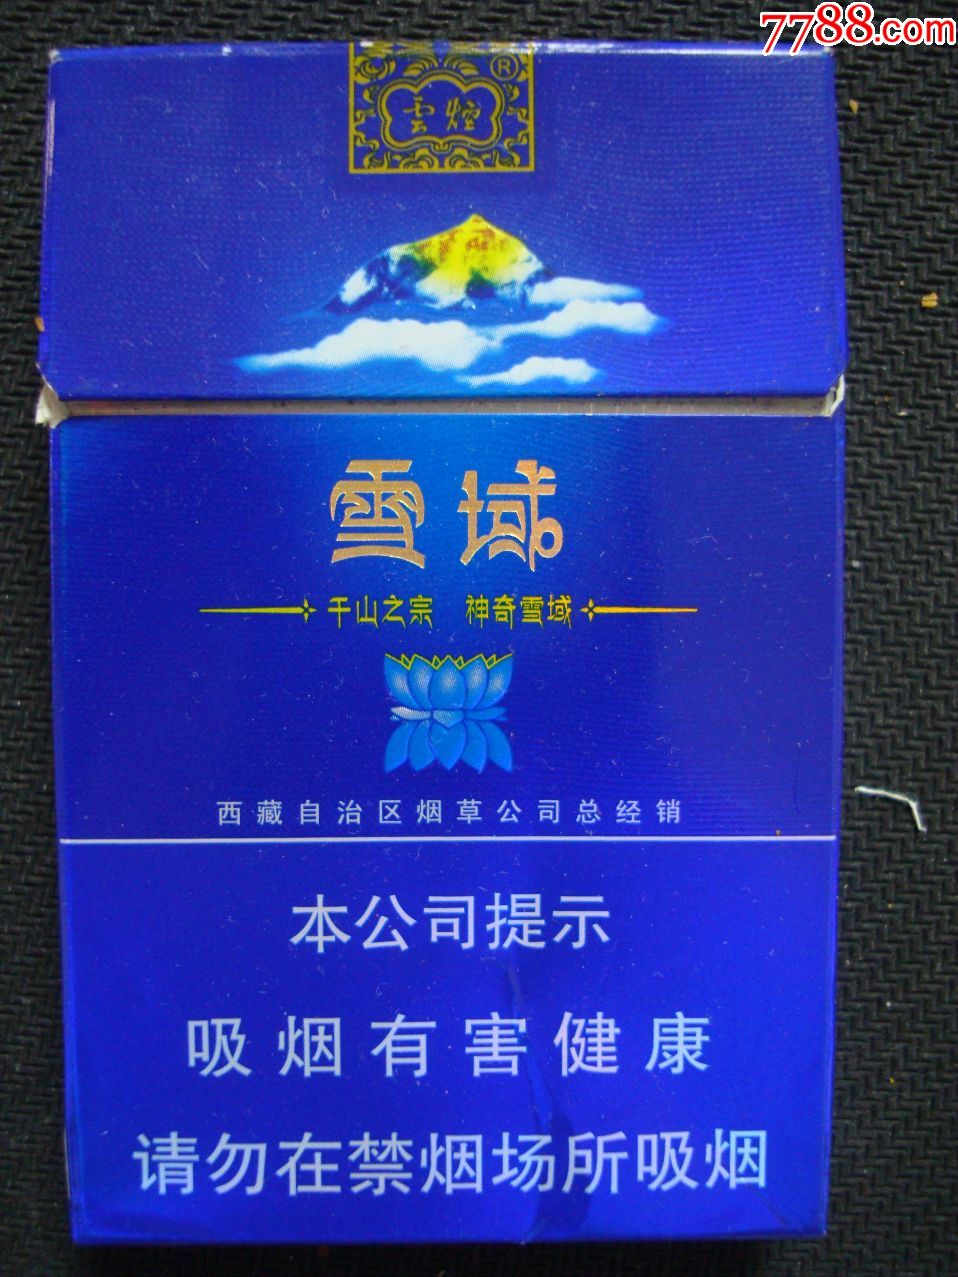 7788.com
雲煙®
雪域
千山之宗 神奇雪域
西藏自治区烟草公司总经销
本公司提示
吸烟有害健康
请勿在禁烟场所吸烟